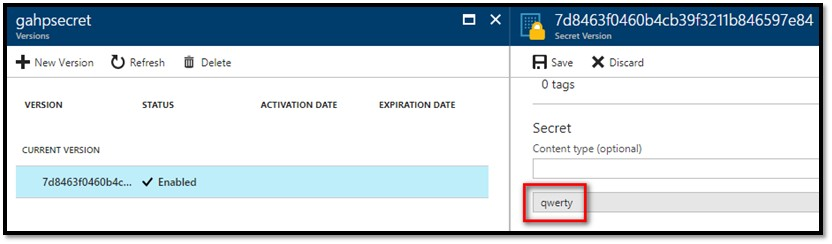 gahpsecret
Versions
New Version Refresh Delete
VERSION STATUS ACTIVATION DATE EXPIRATION DATE
CURRENT VERSION
7d8463f0460b4c... Enabled
7d8463f0460b4cb39f3211b846597e84
Secret Version
Save Discard
0 tags
Secret
Content type (optional)
qwerty